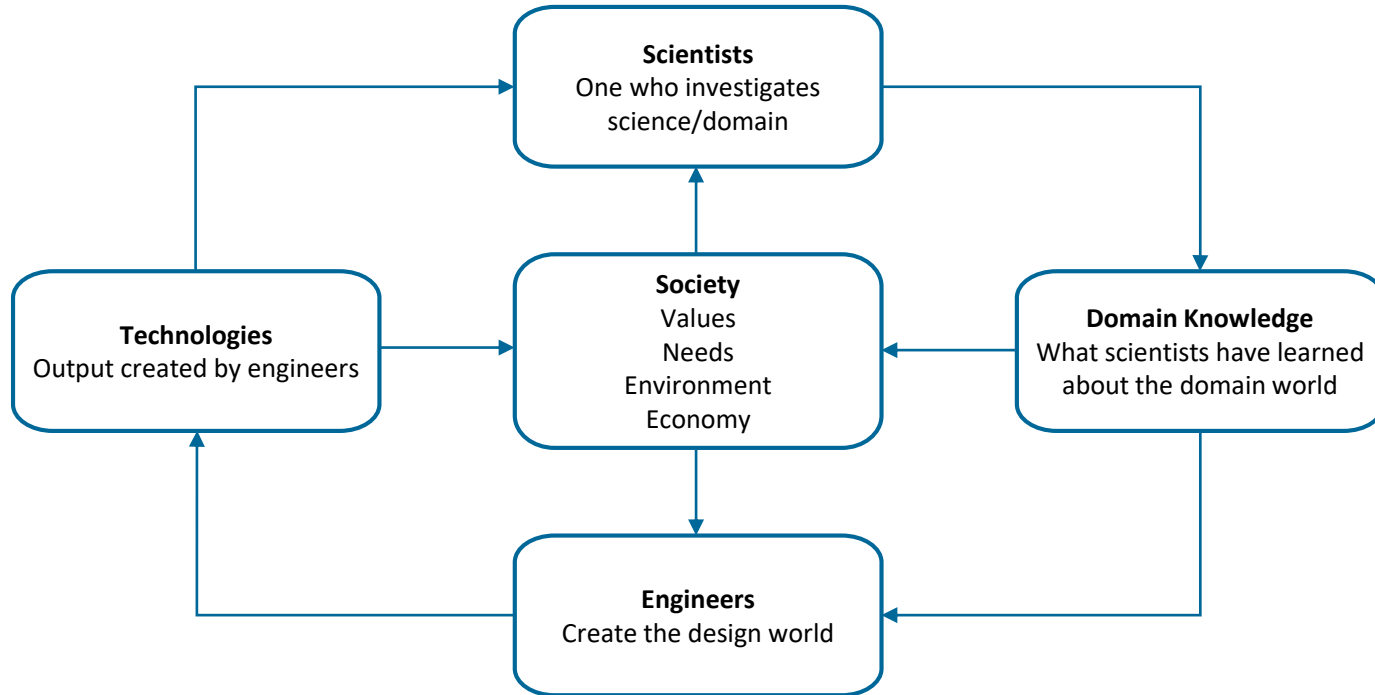 Scientists
One who investigates
science/domain
Technologies
Output created by engineers
Society
Values
Needs
Environment
Economy
Domain Knowledge
What scientists have learned
about the domain world
Engineers
Create the design world